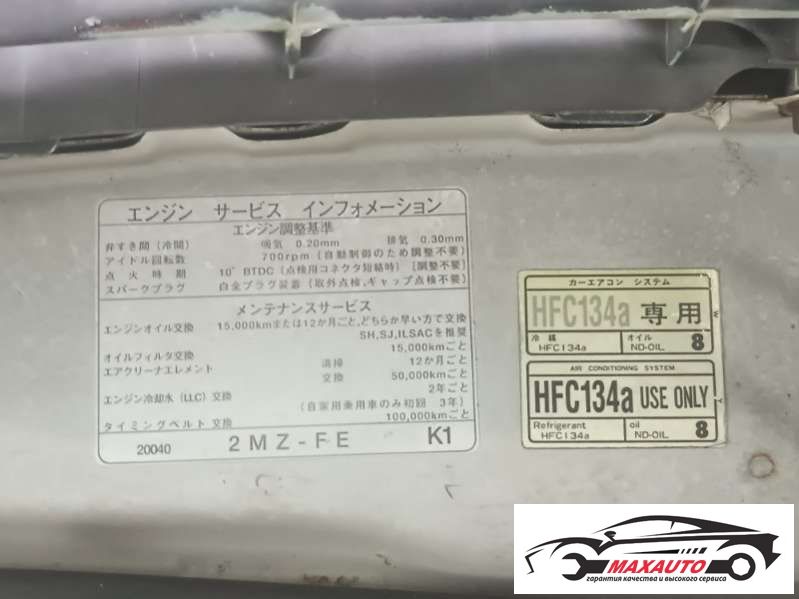 エンジン サービス インフォメーション
エンジン調整基準
弁すき間 (冷間) 吸気 0.20mm 排気 0.30mm
アイドル回転数 700rpm (自動制御のため調整不要)
点火時期 10°BTDC (点検用コネクタ短絡時) [調整不要]
スパークプラグ 白金プラグ装着 (取外点検、ギャップ点検不要)
メンテナンスサービス
エンジンオイル交換 15,000kmまたは12か月ごと、どちらか早い方で交換
SH,SJ,ILSACを推奨
オイルフィルタ交換 15,000kmごと
エアクリーナエレメント 清掃 12か月ごと
交換 50,000kmごと
エンジン冷却水 (LLC) 交換 2年ごと
(自家用乗用車のみ初回 3年)
タイミングベルト 交換 100,000kmごと
20040 2MZ-FE K1
カーエアコン システム
HFC134a 専用
冷媒 オイル
HFC134a ND-OIL 8
AIR CONDITIONING SYSTEM
HFC134a USE ONLY
Refrigerant oil
HFC134a ND-OIL 8
MAXAUTO
гарантия качества и высокого сервиса